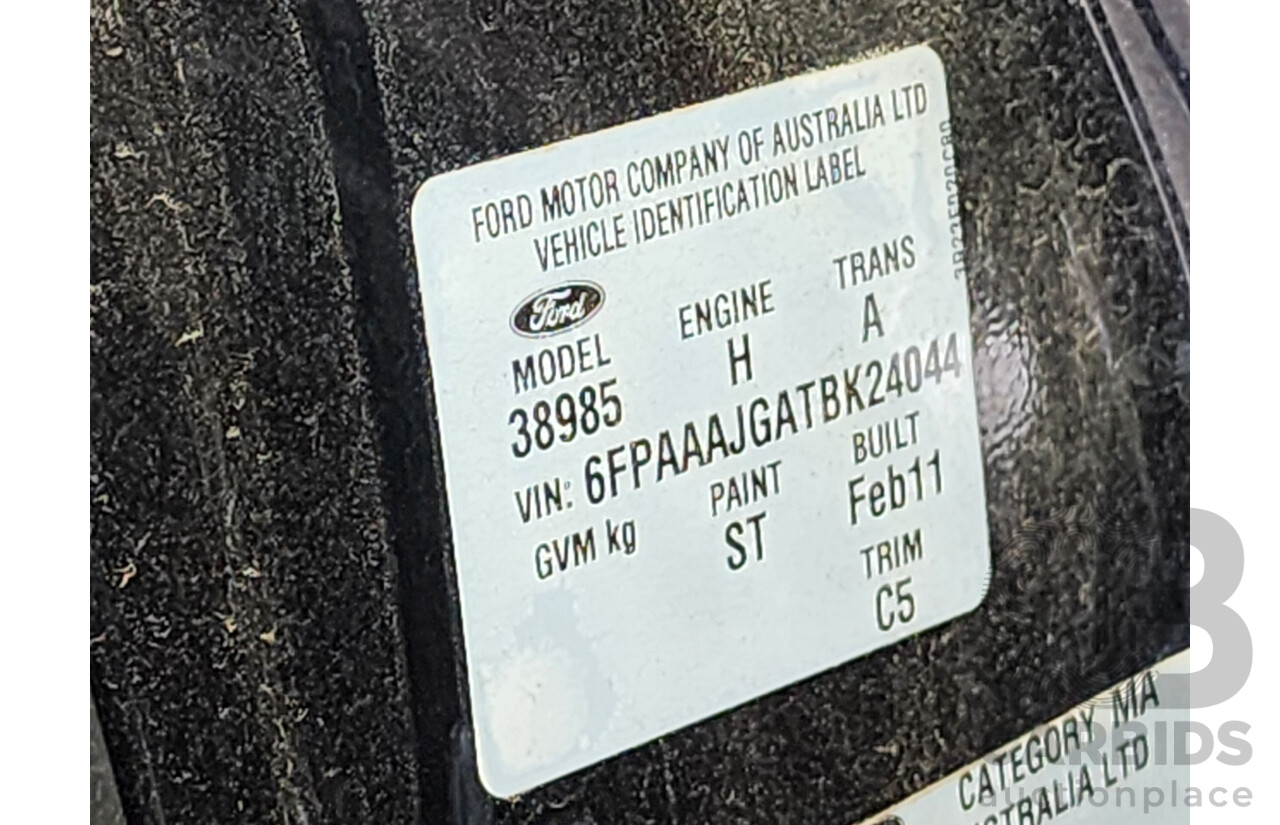 FORD MOTOR COMPANY OF AUSTRALIA LTD
VEHICLE IDENTIFICATION LABEL
Ford
MODEL ENGINE TRANS
38985 H A
VIN: 6FPAAAJGATBK24044
GVM kg PAINT BUILT
ST Feb11
TRIM
C5
CATEGORY MA
LTD
auctionplace